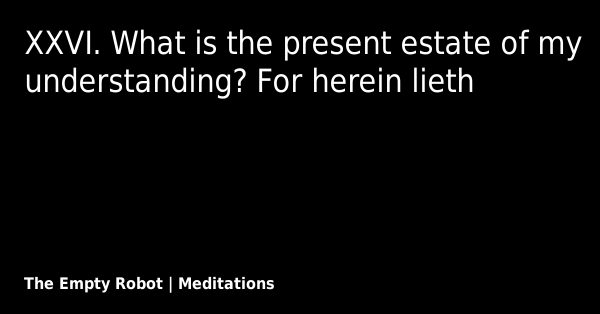 XXVI. What is the present estate of my
understanding? For herein lieth
The Empty Robot | Meditations